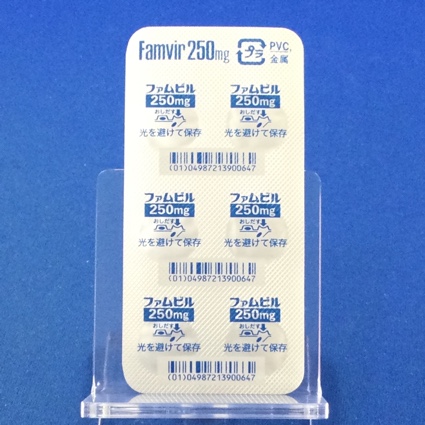 Famvir 250mg プラ PVC,
金属
ファムビル ファムビル
250mg 250mg
おしだす おしだす
光を避けて保存 光を避けて保存
(01)04987213900647
ファムビル ファムビル
250mg 250mg
おしだす おしだす
光を避けて保存 光を避けて保存
(01)04987213900647
ファムビル ファムビル
250mg 250mg
おしだす おしだす
光を避けて保存 光を避けて保存
(01)04987213900647